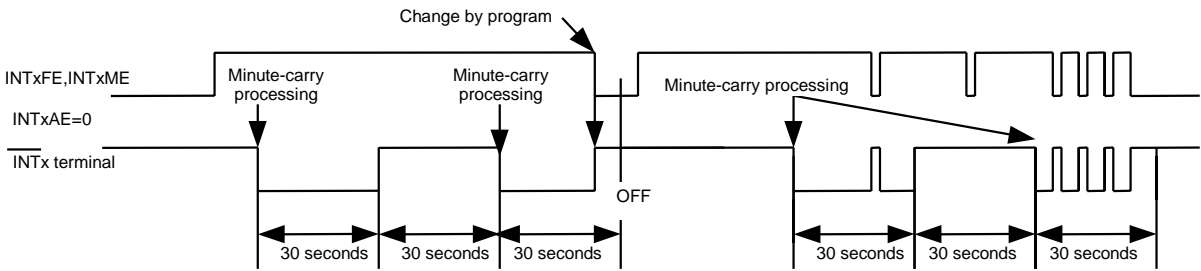 Change by program
INTxFE,INTxME
Minute-carry
processing
Minute-carry
processing
Minute-carry processing
INTxAE=0
INTx terminal
OFF
30 seconds
30 seconds
30 seconds
30 seconds
30 seconds
30 seconds